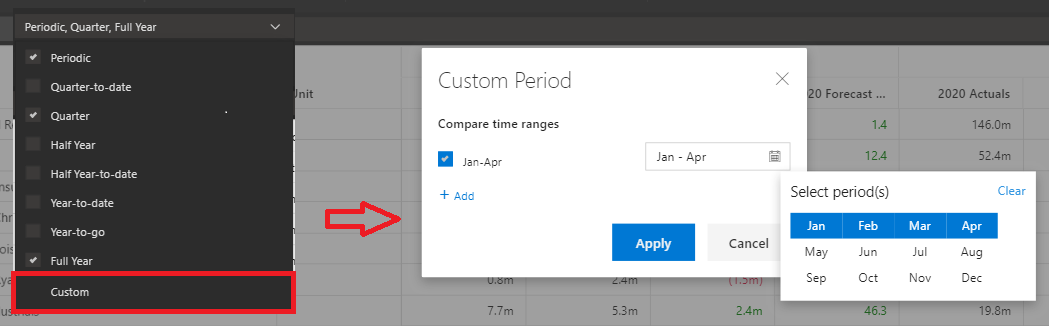 Periodic, Quarter, Full Year
Periodic
Quarter-to-date
Quarter
Half Year
Half Year-to-date
Year-to-date
Year-to-go
Full Year
Custom
Unit
Custom Period
Compare time ranges
Jan-Apr
Jan - Apr
+ Add
Apply
Cancel
20 Forecast ...
2020 Actuals
1.4
146.0m
12.4
52.4m
Select period(s)
Clear
Jan Feb Mar Apr
May Jun Jul Aug
Sep Oct Nov Dec
0.8m 2.4m (1.5m)
7.7m 5.3m 2.4m 46.3 19.8m